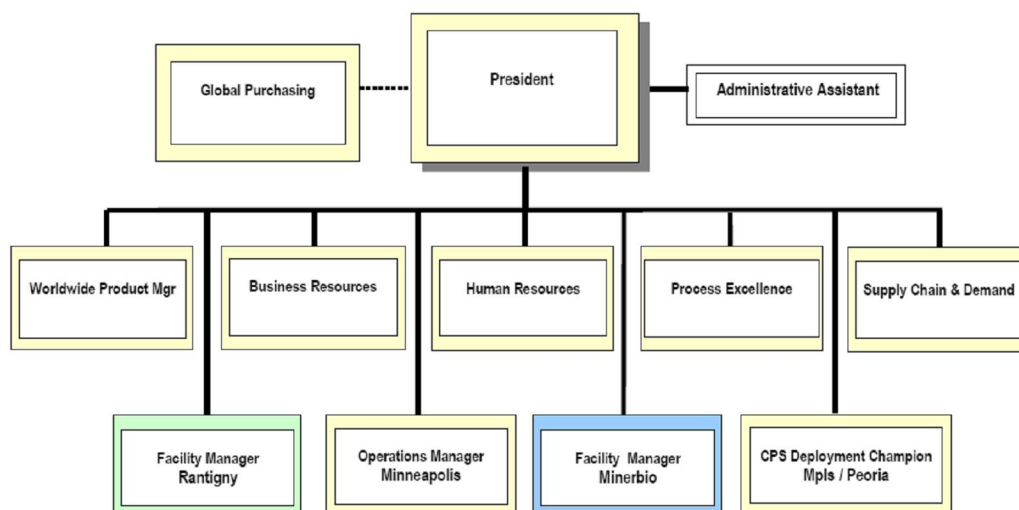 Global Purchasing
President
Administrative Assistant
Worldwide Product Mgr
Business Resources
Human Resources
Process Excellence
Supply Chain & Demand
Facility Manager
Rantigny
Operations Manager
Minneapolis
Facility Manager
Minerbio
CPS Deployment Champion
Mpls / Peoria